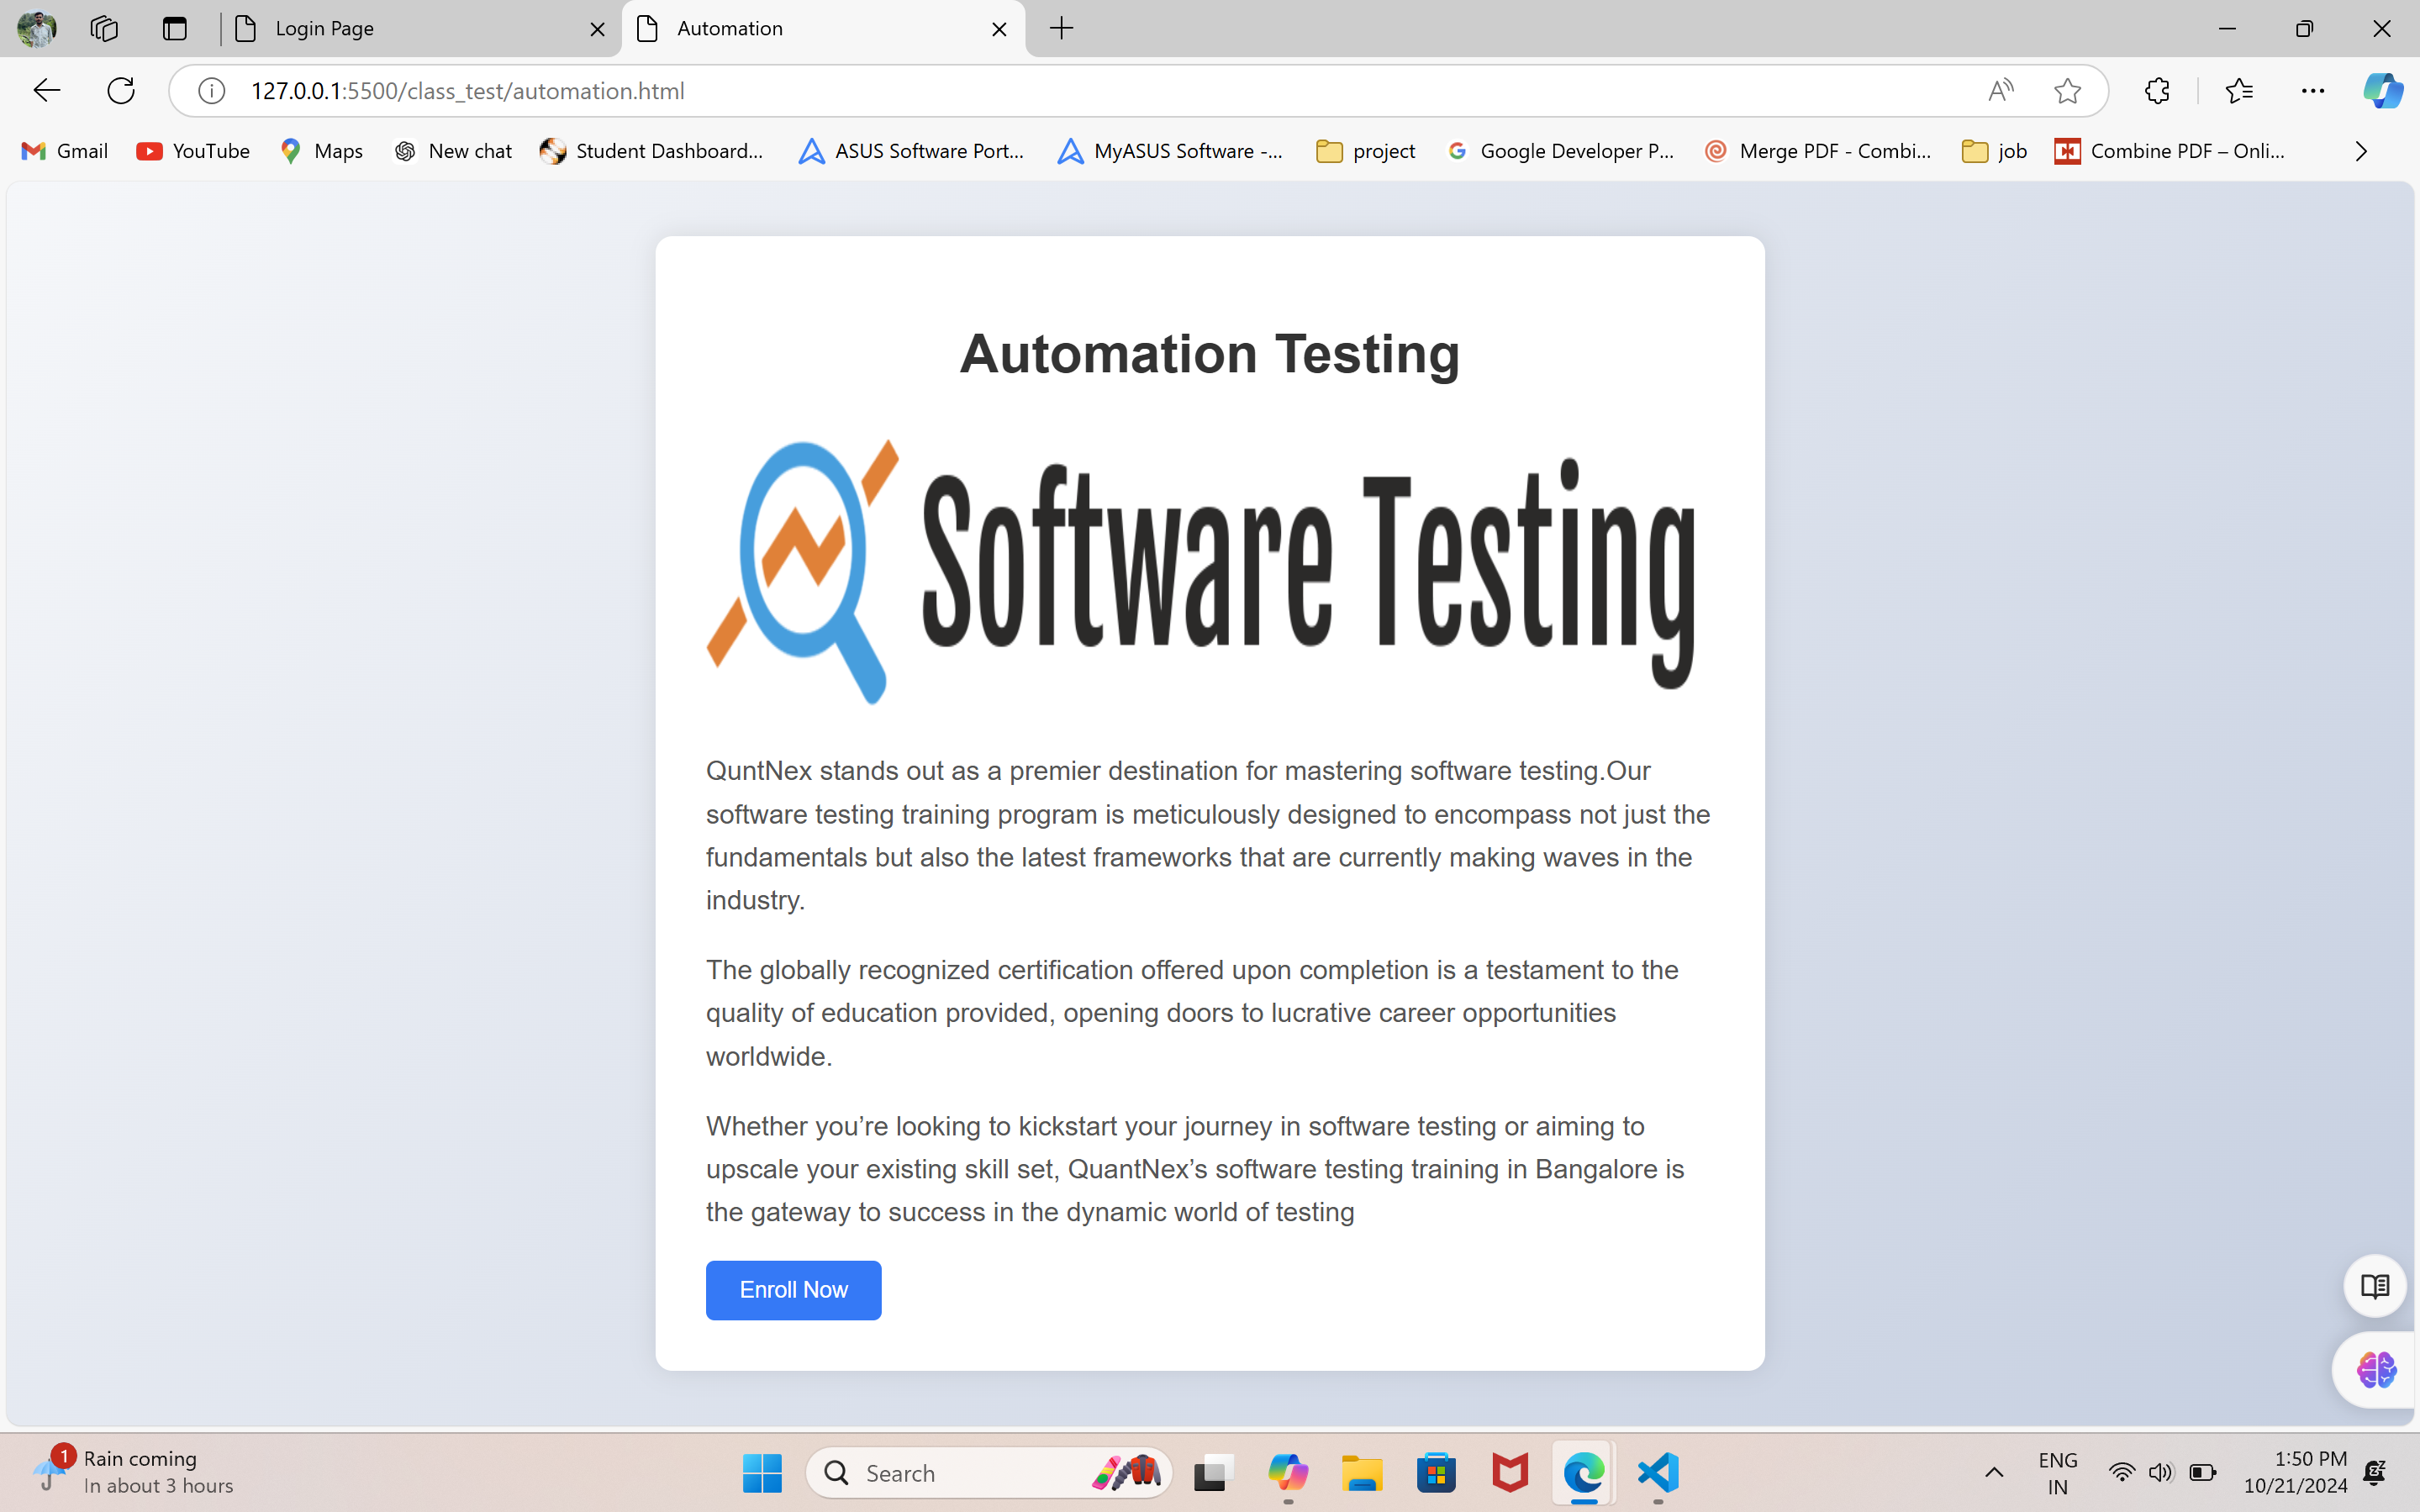 Login Page
Automation
127.0.0.1:5500/class_test/automation.html
Gmail
YouTube
Maps
New chat
Student Dashboard...
ASUS Software Port...
MyASUS Software -...
project
Google Developer P...
Merge PDF - Combi...
job
Combine PDF – Onli...
Automation Testing
Software Testing
QuntNex stands out as a premier destination for mastering software testing.Our
software testing training program is meticulously designed to encompass not just the
fundamentals but also the latest frameworks that are currently making waves in the
industry.
The globally recognized certification offered upon completion is a testament to the
quality of education provided, opening doors to lucrative career opportunities
worldwide.
Whether you’re looking to kickstart your journey in software testing or aiming to
upscale your existing skill set, QuantNex’s software testing training in Bangalore is
the gateway to success in the dynamic world of testing
Enroll Now
1
Rain coming
In about 3 hours
Search
ENG
IN
1:50 PM
10/21/2024